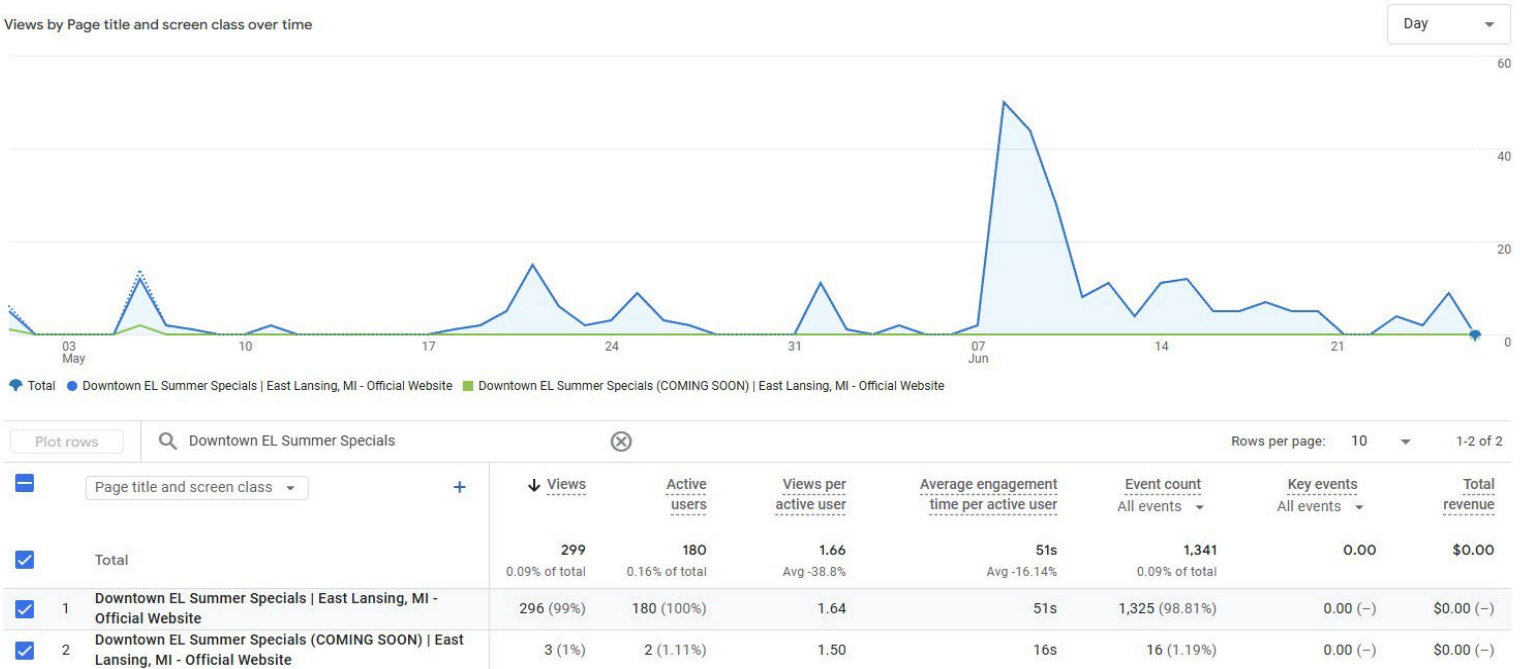 Views by Page title and screen class over time
Day
60
40
20
0
03
May
10
17
24
31
07
Jun
14
21
Total Downtown EL Summer Specials | East Lansing, MI - Official Website Downtown EL Summer Specials (COMING SOON) | East Lansing, MI - Official Website
Plot rows Downtown EL Summer Specials Rows per page: 10 1-2 of 2
Page title and screen class + Views Active users Views per active user Average engagement time per active user Event count All events Key events All events Total revenue
Total 299 180 1.66 51s 1,341 0.00 $0.00
0.09% of total 0.16% of total Avg -38.8% Avg -16.14% 0.09% of total
1 Downtown EL Summer Specials | East Lansing, MI - Official Website 296 (99%) 180 (100%) 1.64 51s 1,325 (98.81%) 0.00 (–) $0.00 (–)
2 Downtown EL Summer Specials (COMING SOON) | East Lansing, MI - Official Website 3 (1%) 2 (1.11%) 1.50 16s 16 (1.19%) 0.00 (–) $0.00 (–)